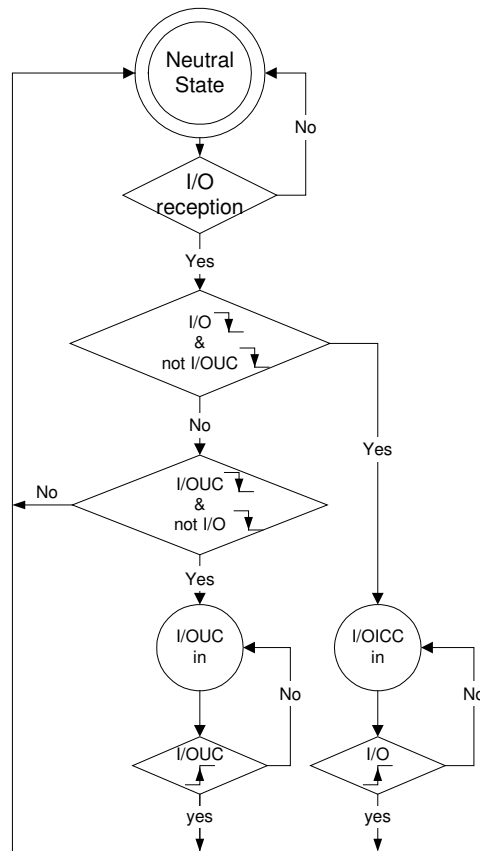 Neutral
State
No
I/O
reception
Yes
I/O
&
not I/OUC
No
Yes
No
I/OUC
&
not I/O
Yes
I/OUC
in
I/OICC
in
No
No
I/OUC
I/O
yes
yes